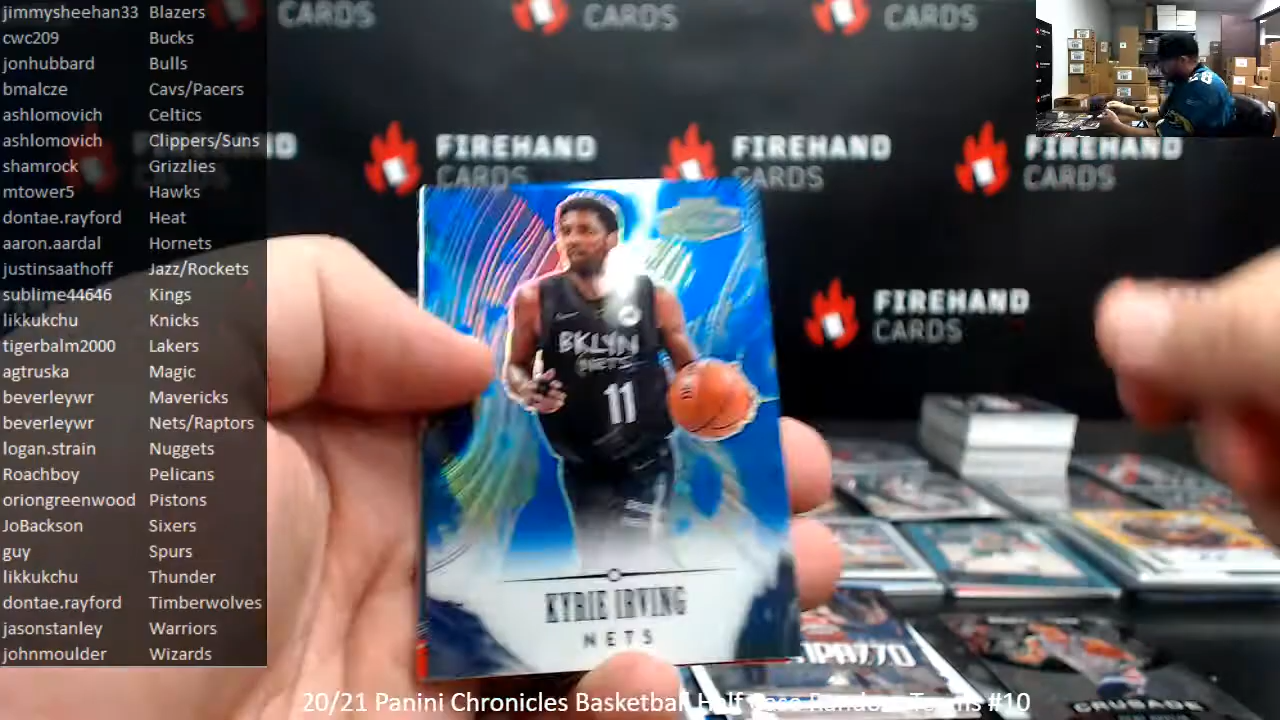 jimmysheehan33 Blazers
cwc209 Bucks
jonhubbard Bulls
bmalcze Cavs/Pacers
ashlomovich Celtics
ashlomovich Clippers/Suns
shamrock Grizzlies
mtower5 Hawks
dontae.rayford Heat
aaron.aardal Hornets
justinsaathoff Jazz/Rockets
sublime44646 Kings
likkukchu Knicks
tigerbalm2000 Lakers
agtruska Magic
beverleywr Mavericks
beverleywr Nets/Raptors
logan.strain Nuggets
Roachboy Pelicans
oriongreenwood Pistons
JoBackson Sixers
guy Spurs
likkukchu Thunder
dontae.rayford Timberwolves
jasonstanley Warriors
johnmoulder Wizards
CARDS
CARDS
CARDS
FIREHAND
CARDS
FIREHAND
CARDS
FIREHAND
CARDS
FIREHAND
CARDS
BKLYN
NETS
11
KYRIE IRVING
NETS
CRUSADE
20/21 Panini Chronicles Basketball Half Case Random Teams #10